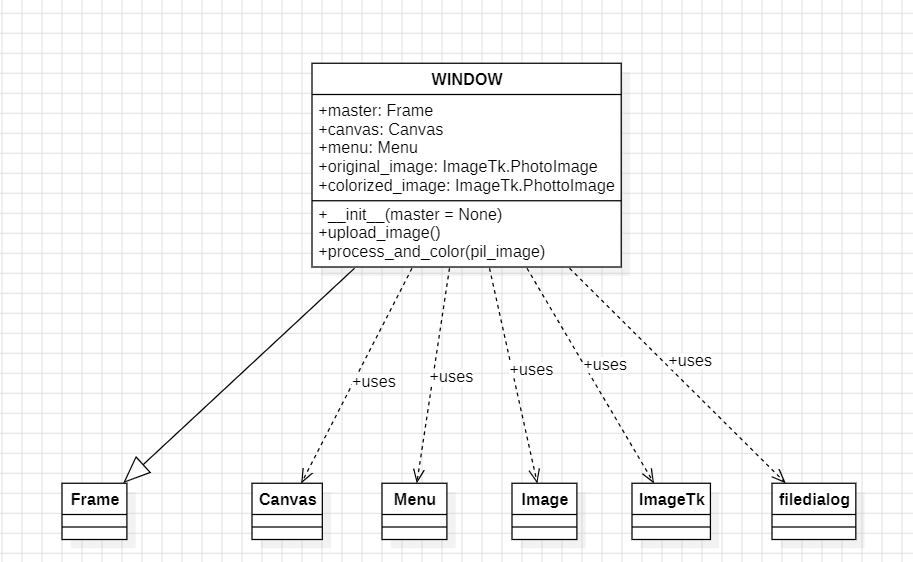 WINDOW
+master: Frame
+canvas: Canvas
+menu: Menu
+original_image: ImageTk.PhotoImage
+colorized_image: ImageTk.PhottoImage
+__init__(master = None)
+upload_image()
+process_and_color(pil_image)
+uses
+uses
+uses
+uses
+uses
Frame
Canvas
Menu
Image
ImageTk
filedialog